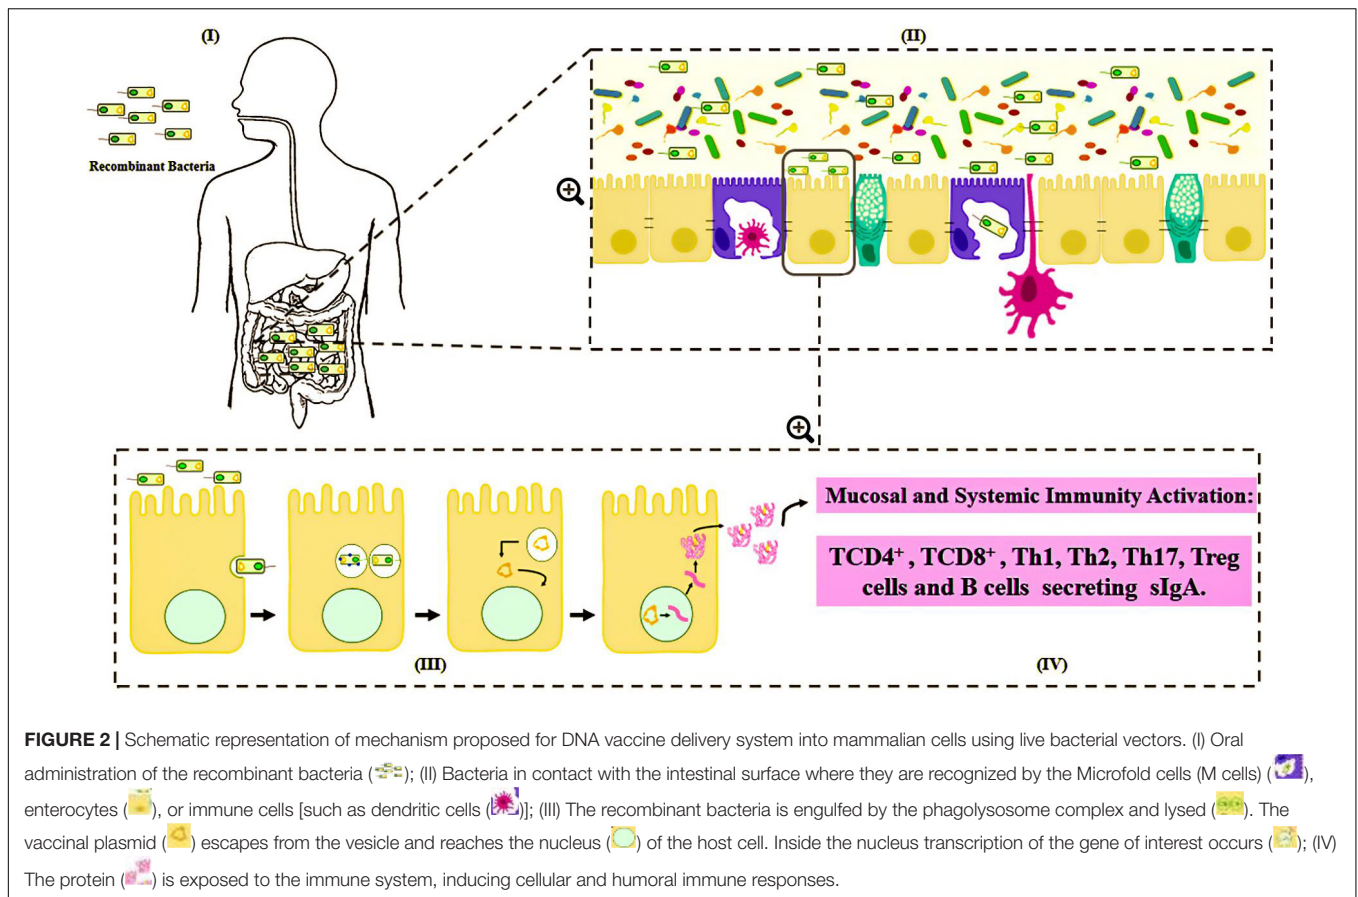 (I)
(II)
Recombinant Bacteria
Mucosal and Systemic Immunity Activation:
TCD4⁺ , TCD8⁺ , Th1, Th2, Th17, Treg
cells and B cells secreting sIgA.
(III)
(IV)
FIGURE 2 | Schematic representation of mechanism proposed for DNA vaccine delivery system into mammalian cells using live bacterial vectors. (I) Oral
administration of the recombinant bacteria ( ); (II) Bacteria in contact with the intestinal surface where they are recognized by the Microfold cells (M cells) ( ),
enterocytes ( ), or immune cells [such as dendritic cells ( )]; (III) The recombinant bacteria is engulfed by the phagolysosome complex and lysed ( ). The
vaccinal plasmid ( ) escapes from the vesicle and reaches the nucleus ( ) of the host cell. Inside the nucleus transcription of the gene of interest occurs ( ); (IV)
The protein ( ) is exposed to the immune system, inducing cellular and humoral immune responses.